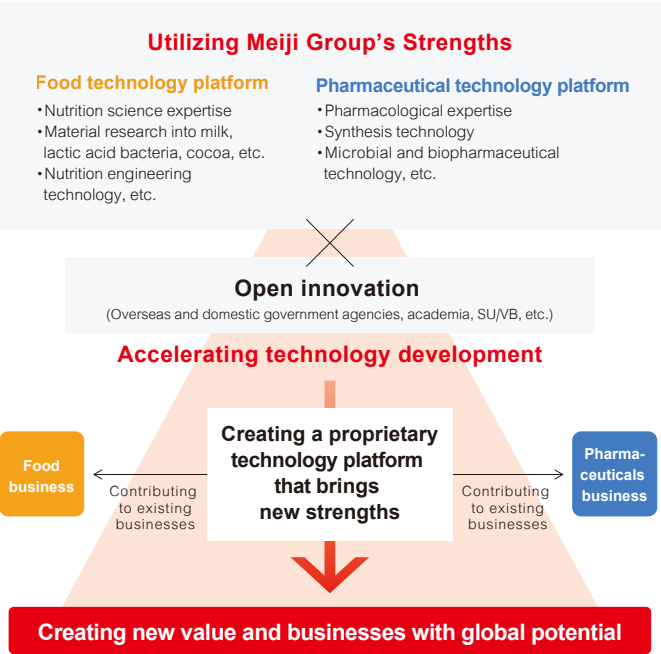 Utilizing Meiji Group's Strengths
Food technology platform
・Nutrition science expertise
・Material research into milk,
lactic acid bacteria, cocoa, etc.
・Nutrition engineering
technology, etc.
Pharmaceutical technology platform
・Pharmacological expertise
・Synthesis technology
・Microbial and biopharmaceutical
technology, etc.
Open innovation
(Overseas and domestic government agencies, academia, SU/VB, etc.)
Accelerating technology development
Food
business
Contributing
to existing
businesses
Creating a proprietary
technology platform
that brings
new strengths
Contributing
to existing
businesses
Pharma-
ceuticals
business
Creating new value and businesses with global potential